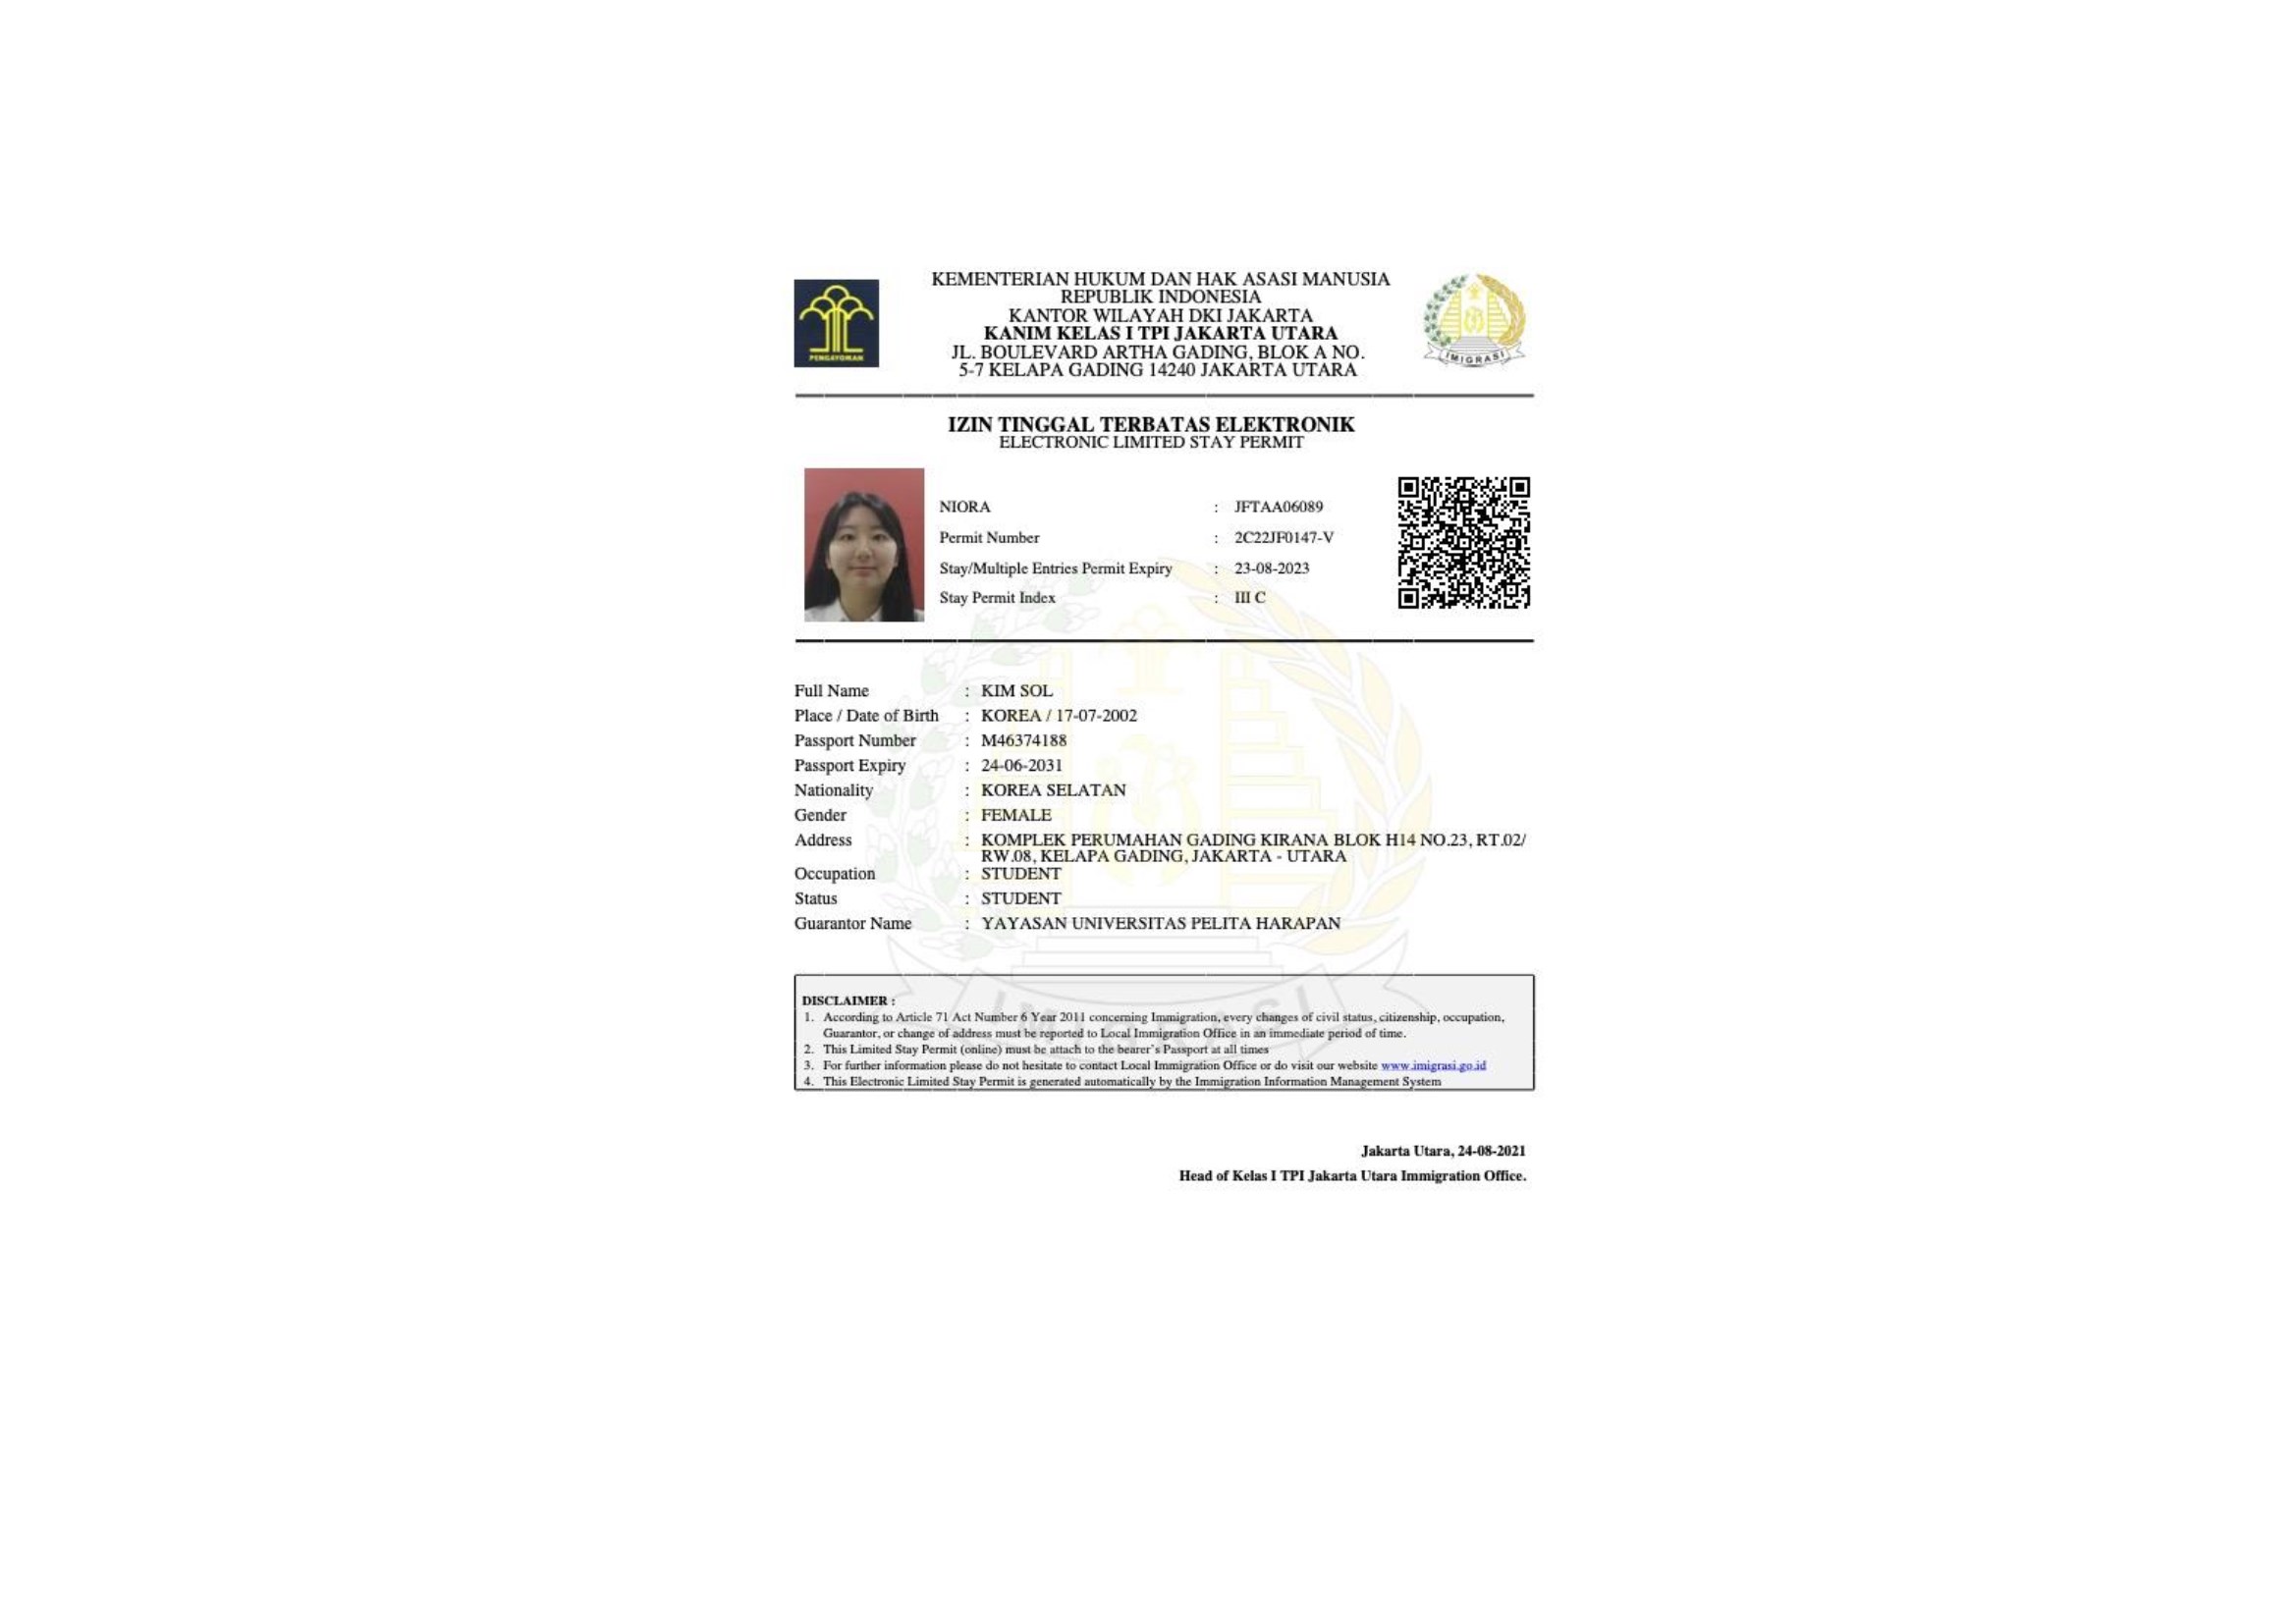 KEMENTERIAN HUKUM DAN HAK ASASI MANUSIA
REPUBLIK INDONESIA
KANTOR WILAYAH DKI JAKARTA
KANIM KELAS I TPI JAKARTA UTARA
JL. BOULEVARD ARTHA GADING, BLOK A NO.
5-7 KELAPA GADING 14240 JAKARTA UTARA
PENGAYOMAN
IMIGRASI
IZIN TINGGAL TERBATAS ELEKTRONIK
ELECTRONIC LIMITED STAY PERMIT
NIORA : JFTAA06089
Permit Number : 2C22JF0147-V
Stay/Multiple Entries Permit Expiry : 23-08-2023
Stay Permit Index : III C
Full Name : KIM SOL
Place / Date of Birth : KOREA / 17-07-2002
Passport Number : M46374188
Passport Expiry : 24-06-2031
Nationality : KOREA SELATAN
Gender : FEMALE
Address : KOMPLEK PERUMAHAN GADING KIRANA BLOK H14 NO.23, RT.02/
RW.08, KELAPA GADING, JAKARTA - UTARA
Occupation : STUDENT
Status : STUDENT
Guarantor Name : YAYASAN UNIVERSITAS PELITA HARAPAN
IMIGRASI
DISCLAIMER :
1. According to Article 71 Act Number 6 Year 2011 concerning Immigration, every changes of civil status, citizenship, occupation,
Guarantor, or change of address must be reported to Local Immigration Office in an immediate period of time.
2. This Limited Stay Permit (online) must be attach to the bearer's Passport at all times
3. For further information please do not hesitate to contact Local Immigration Office or do visit our website www.imigrasi.go.id
4. This Electronic Limited Stay Permit is generated automatically by the Immigration Information Management System
Jakarta Utara, 24-08-2021
Head of Kelas I TPI Jakarta Utara Immigration Office.